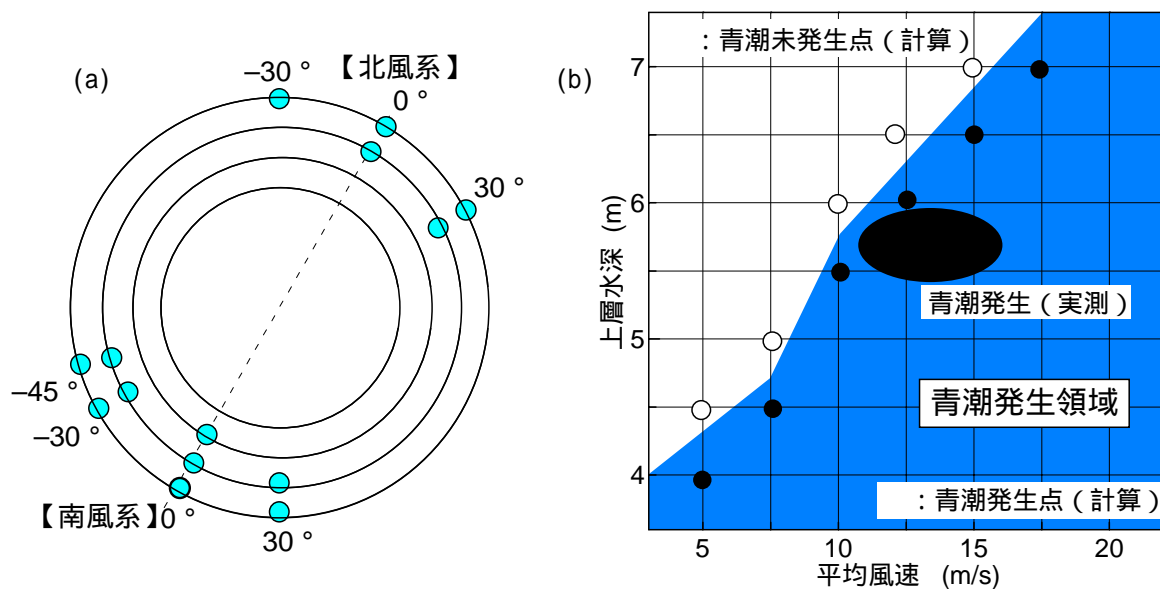 (a)
–30 °
【北風系】
0 °
30 °
–45 °
–30 °
【南風系】
0 °
30 °
(b)
：青潮未発生点（計算）
7
6
5
4
上層水深 (m)
青潮発生（実測）
青潮発生領域
：青潮発生点（計算）
5
10
15
20
平均風速 (m/s)